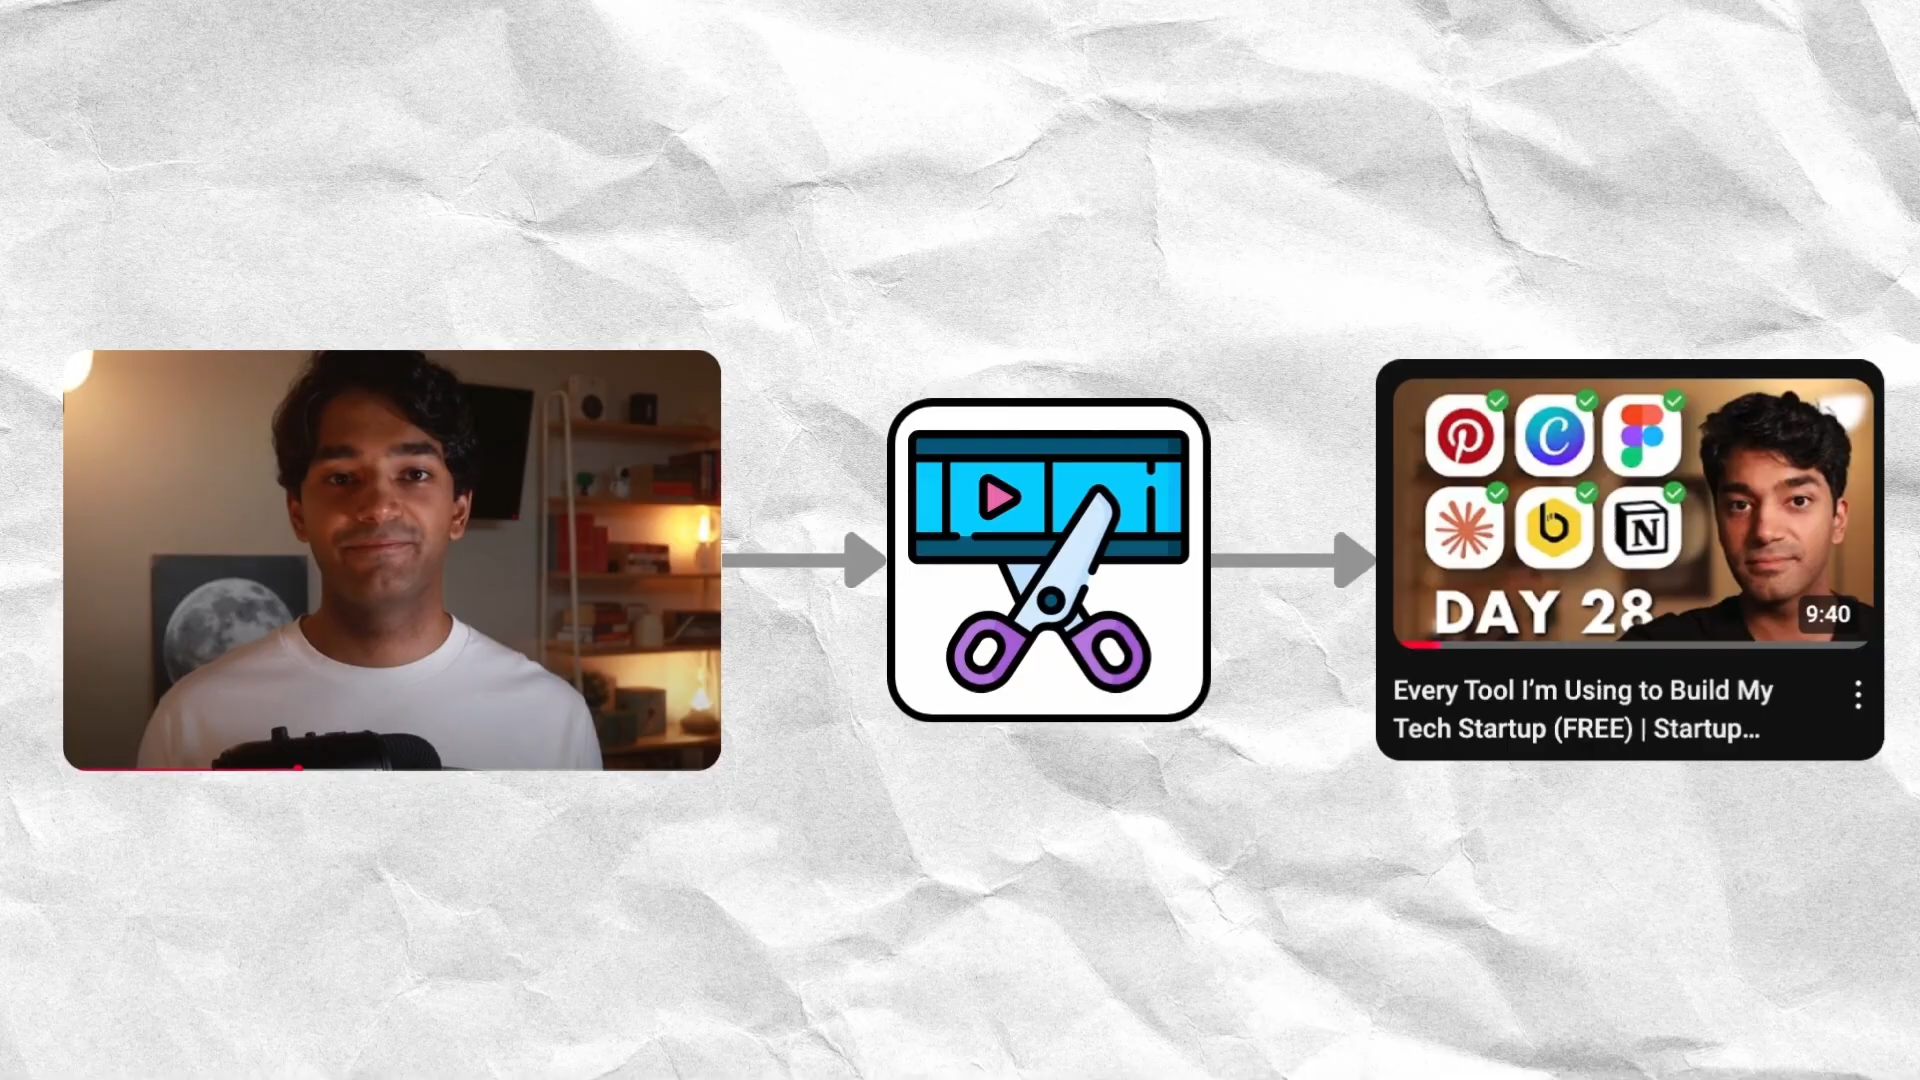 DAY 28
9:40
Every Tool I’m Using to Build My
Tech Startup (FREE) | Startup...